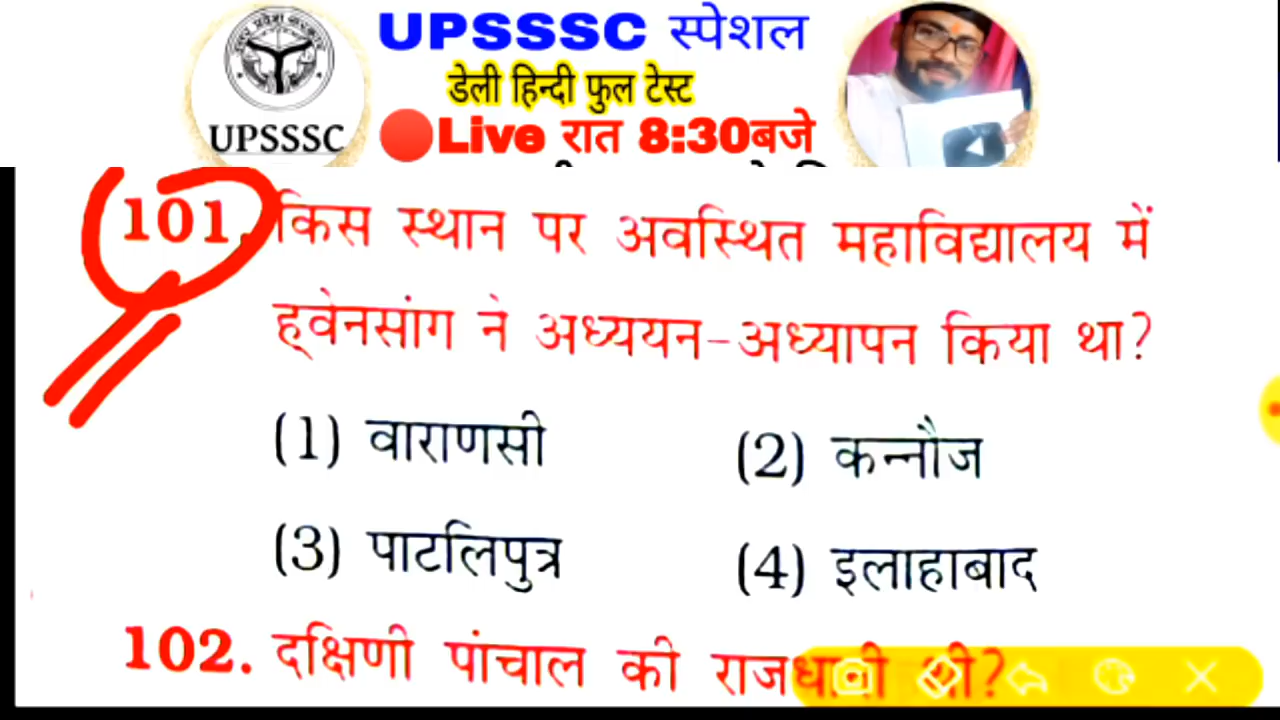 UPSSSC स्पेशल
डेली हिन्दी फुल टेस्ट
Live रात 8:30बजे
UPSSSC
101. किस स्थान पर अवस्थित महाविद्यालय में
ह्वेनसांग ने अध्ययन-अध्यापन किया था?
(1) वाराणसी (2) कन्नौज
(3) पाटलिपुत्र (4) इलाहाबाद
102. दक्षिणी पांचाल की राजधानी थी?